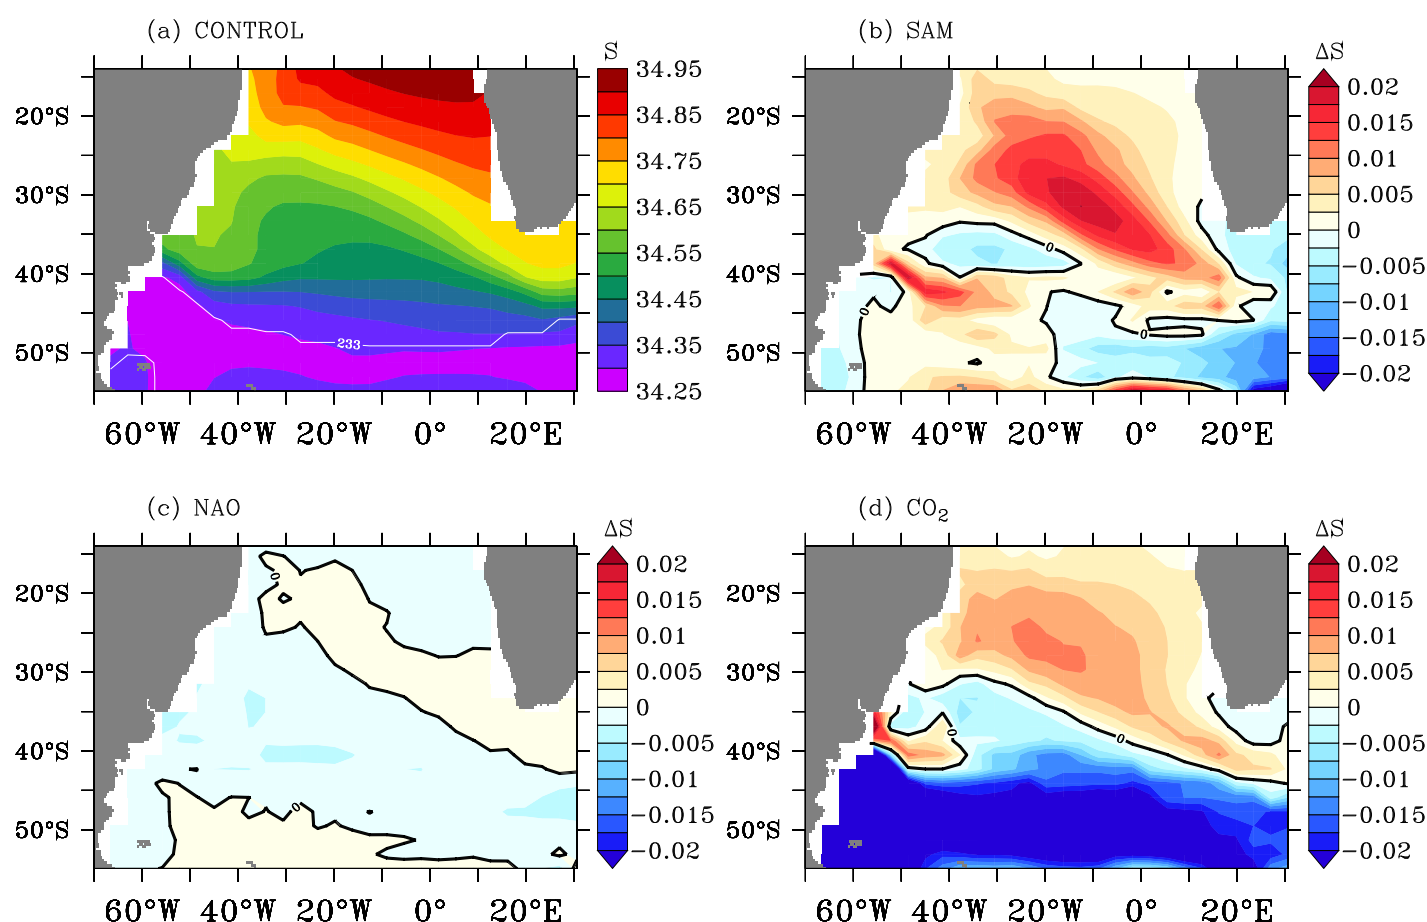 (a) CONTROL
S
34.95
34.85
34.75
34.65
34.55
34.45
34.35
34.25
20°S
30°S
40°S
50°S
233
60°W 40°W 20°W 0° 20°E
(b) SAM
ΔS
0.02
0.015
0.01
0.005
0
−0.005
−0.01
−0.015
−0.02
20°S
30°S
40°S
50°S
0
0
0
60°W 40°W 20°W 0° 20°E
(c) NAO
ΔS
0.02
0.015
0.01
0.005
0
−0.005
−0.01
−0.015
−0.02
20°S
30°S
40°S
50°S
0
0
60°W 40°W 20°W 0° 20°E
(d) CO₂
ΔS
0.02
0.015
0.01
0.005
0
−0.005
−0.01
−0.015
−0.02
20°S
30°S
40°S
50°S
0
0
60°W 40°W 20°W 0° 20°E